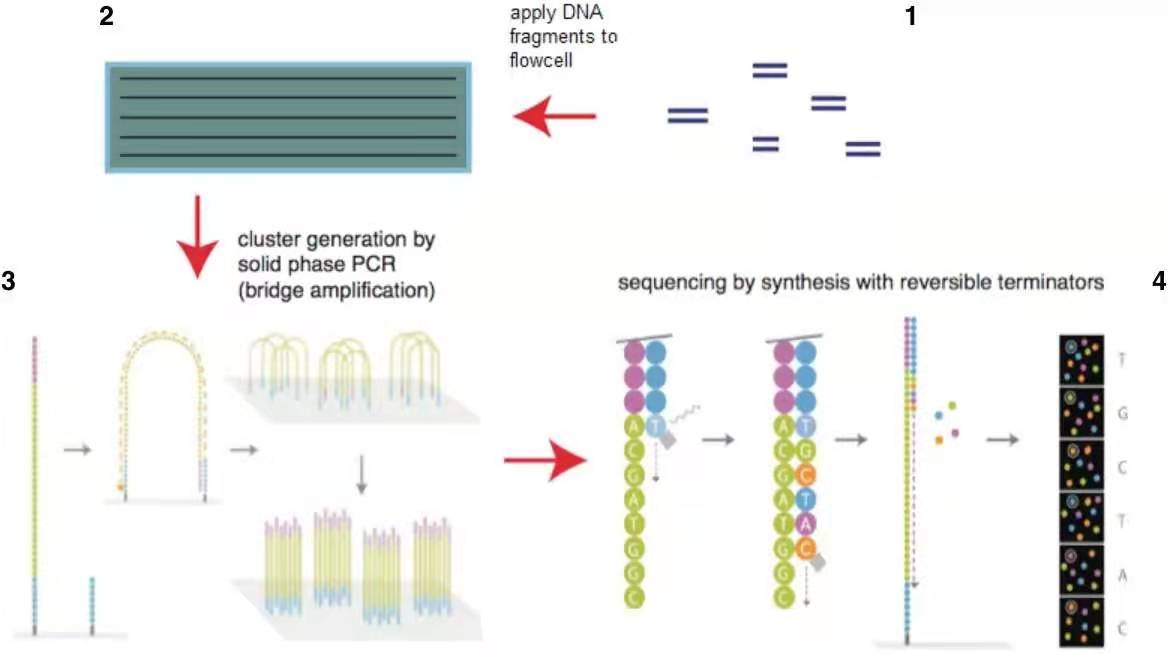 2
apply DNA
fragments to
flowcell
1
cluster generation by
solid phase PCR
(bridge amplification)
3
sequencing by synthesis with reversible terminators
4
A T
C
G
A
T
G
G
C
A T
C G
G C
A T
T A
G C
G
C
T
G
C
T
A
C